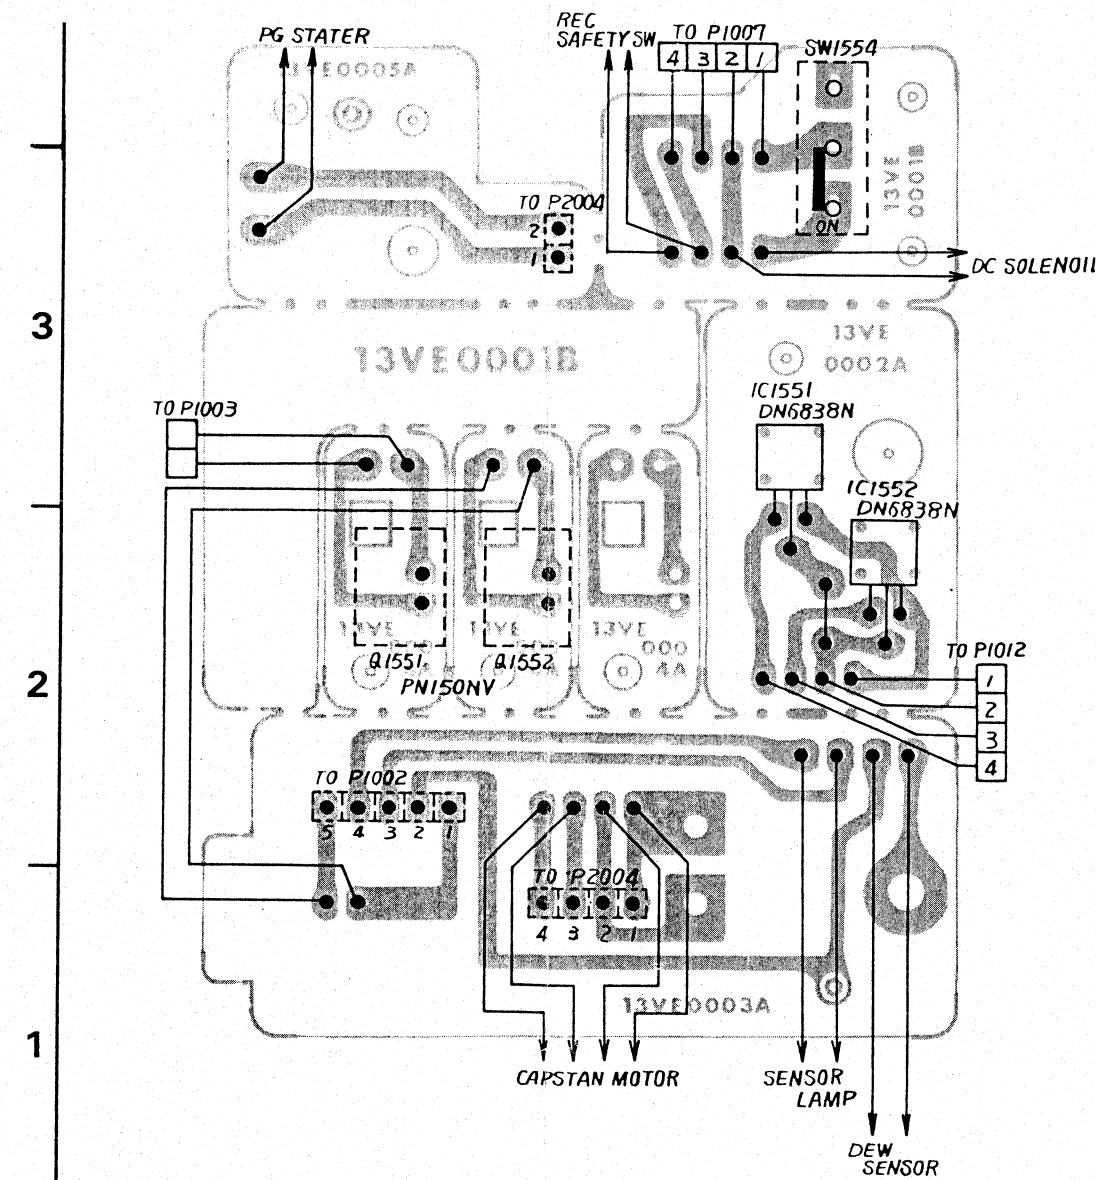 PG STATER
REC
SAFETY SW
TO P1007
4 3 2 1
SW1554
13VE0005A
13VE
0001B
TO P2004
2
1
ON
DC SOLENOI
3
13VE0001B
13VE
0002A
IC1551
DN6838N
TO P1003
IC1552
DN6838N
13VE
13VE
13VE
000
4A
Q1551
Q1552
PN150NV
TO P1012
1
2
3
4
2
TO P1002
5 4 3 2 1
TO P2004
4 3 2 1
13VE0003A
1
CAPSTAN MOTOR
SENSOR
LAMP
DEW
SENSOR